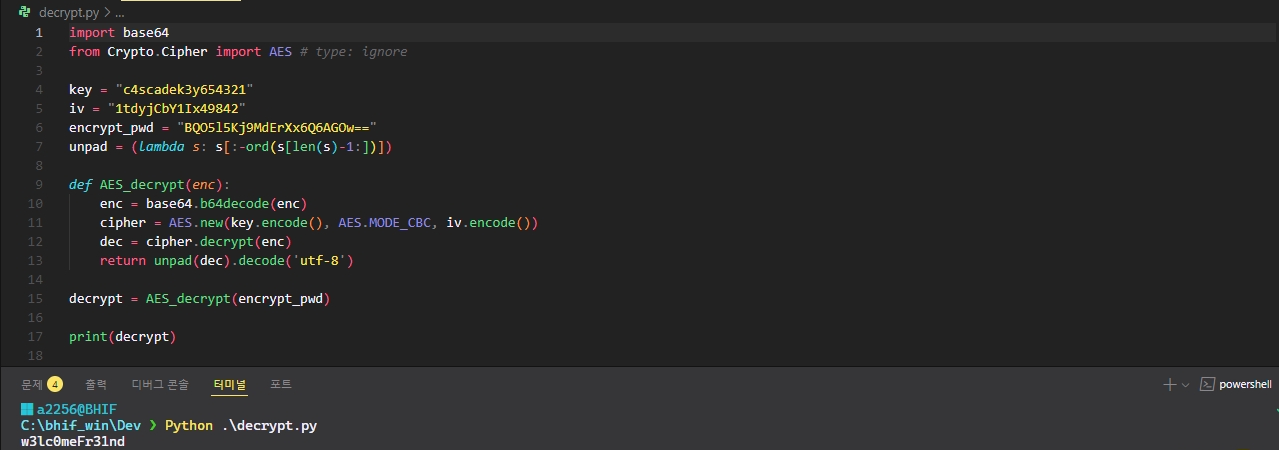 decrypt.py > ...
1 import base64
2 from Crypto.Cipher import AES # type: ignore
3
4 key = "c4scadek3y654321"
5 iv = "1tdyjCbY1Ix49842"
6 encrypt_pwd = "BQO5l5Kj9MdErXx6Q6AGOw=="
7 unpad = (lambda s: s[:-ord(s[len(s)-1:])])
8
9 def AES_decrypt(enc):
10 enc = base64.b64decode(enc)
11 cipher = AES.new(key.encode(), AES.MODE_CBC, iv.encode())
12 dec = cipher.decrypt(enc)
13 return unpad(dec).decode('utf-8')
14
15 decrypt = AES_decrypt(encrypt_pwd)
16
17 print(decrypt)
18
문제 4 출력 디버그 콘솔 터미널 포트 powershell
a2256@BHIF
C:\bhif_win\Dev ❯ Python .\decrypt.py
w3lc0meFr31nd